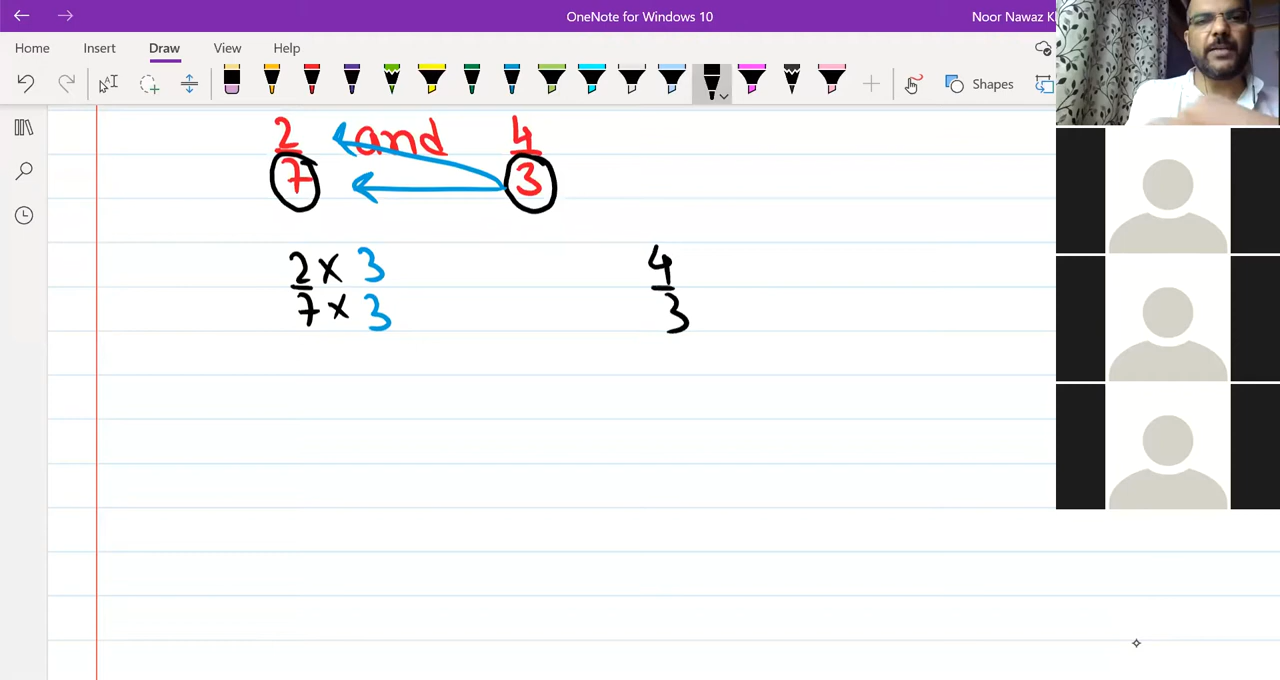 OneNote for Windows 10
Noor Nawaz K
Home Insert Draw View Help
Shapes
2 and 4
7 3
2 × 3 4
7 × 3 3